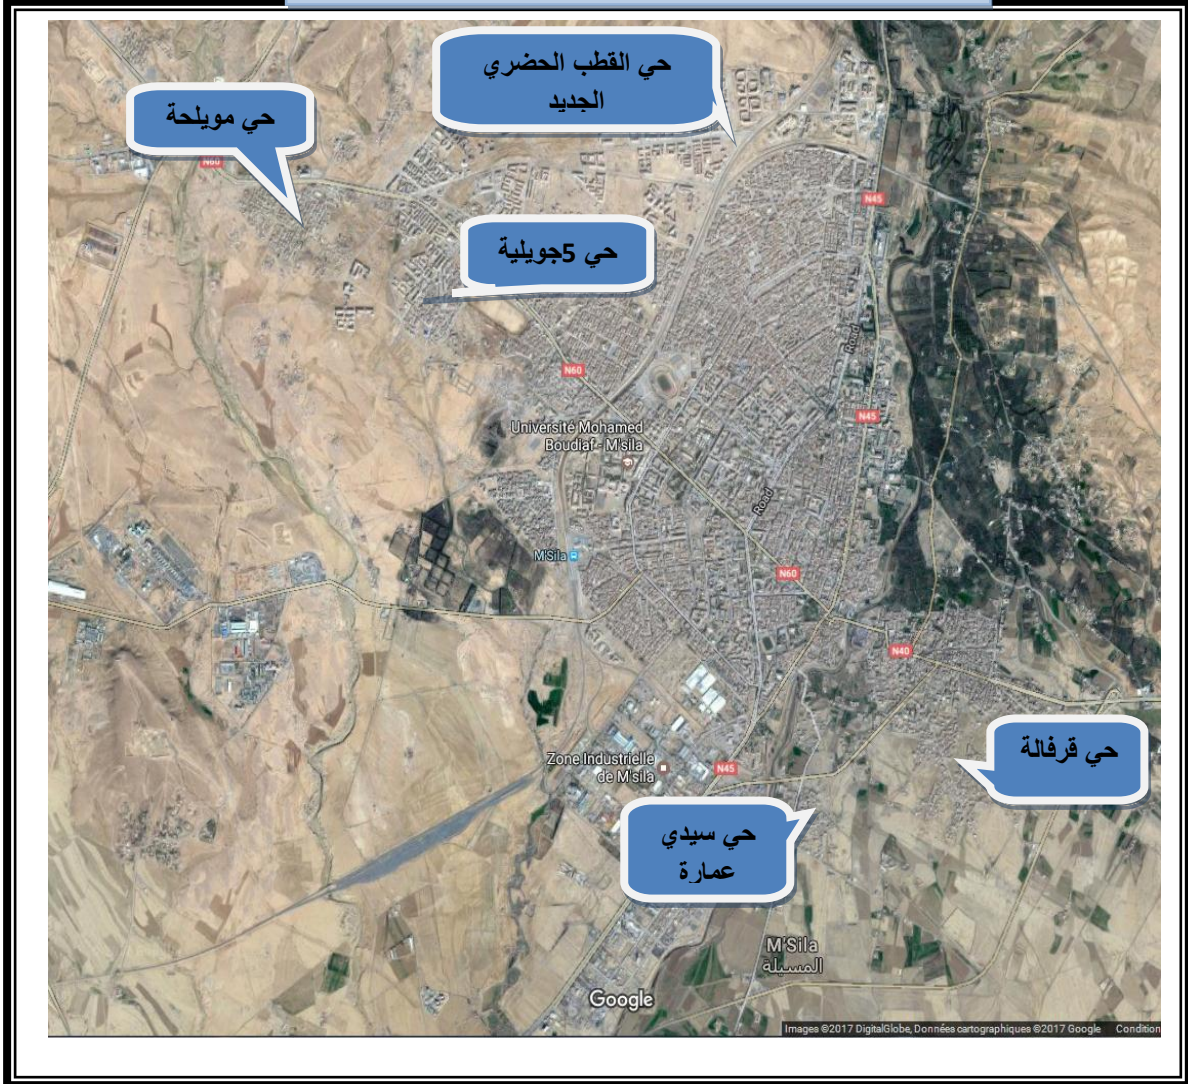 حي القطب الحضري
الجديد
حي مويلحة
N60
N45
حي 5جويلية
Road
N60
N45
Université Mohamed
Boudiaf - M'sila
Road
M'Sila
N60
N40
حي قرفالة
Zone Industrielle
de M'sila
N45
حي سيدي
عمارة
M'Sila
المسيلة
Google
Images ©2017 DigitalGlobe, Données cartographiques ©2017 Google Condition